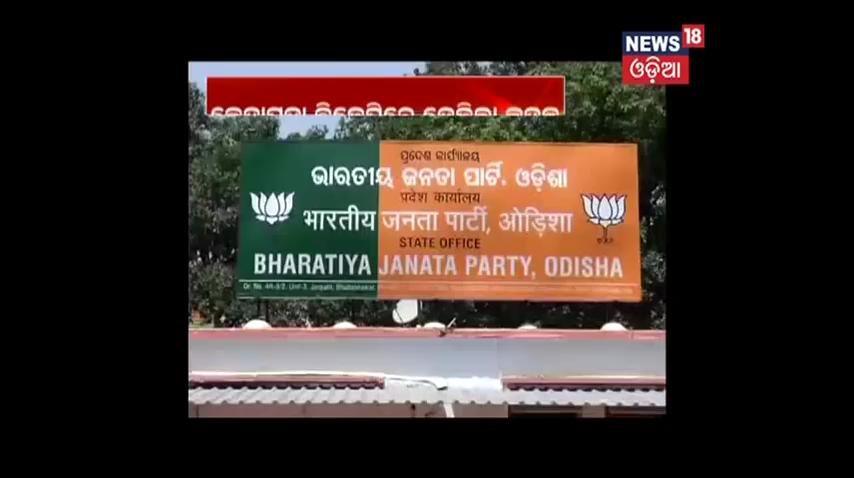 NEWS 18
ଓଡ଼ିଆ
ପ୍ରଦେଶ କାର୍ଯ୍ୟାଳୟ
ଭାରତୀୟ ଜନତା ପାର୍ଟି, ଓଡ଼ିଶା
प्रदेश कार्यालय
भारतीय जनता पार्टी, ओड़िशा
STATE OFFICE
BHARATIYA JANATA PARTY, ODISHA